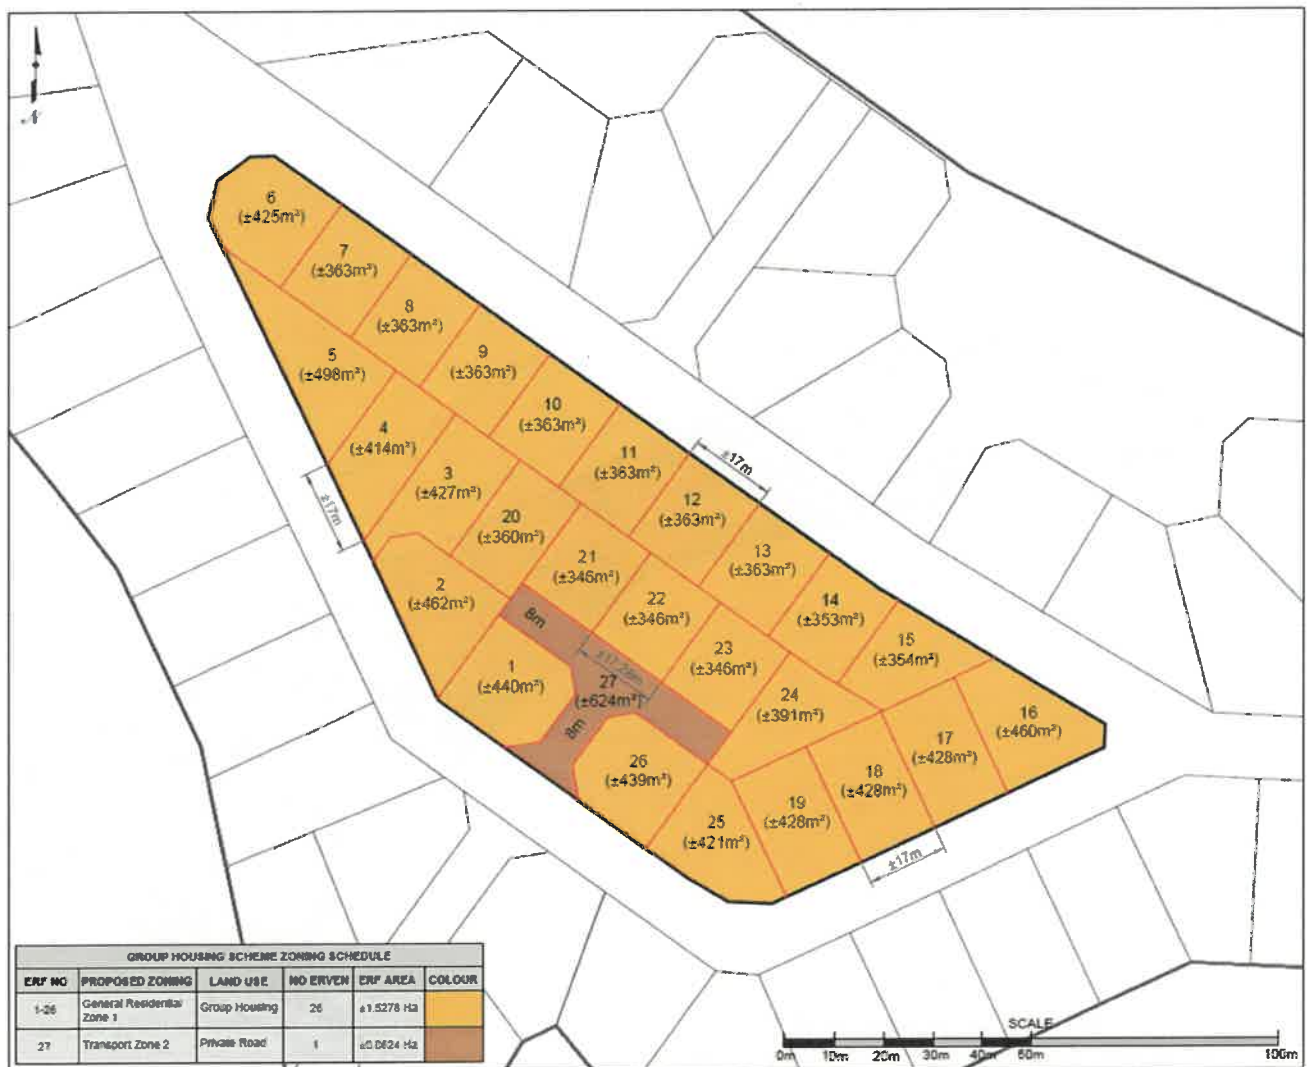 N
6
(±425m²)
7
(±363m²)
8
(±363m²)
5
(±498m²)
9
(±363m²)
10
(±363m²)
4
(±414m²)
11
(±363m²)
±17m
3
(±427m²)
12
(±363m²)
±17m
20
(±360m²)
13
(±363m²)
21
(±346m²)
2
(±462m²)
22
(±346m²)
14
(±353m²)
8m
23
(±346m²)
15
(±354m²)
1
(±440m²)
27
(±624m²)
24
(±391m²)
16
(±460m²)
8m
17
(±428m²)
26
(±439m²)
18
(±428m²)
19
(±428m²)
25
(±421m²)
±17m
GROUP HOUSING SCHEME ZONING SCHEDULE
ERF NO PROPOSED ZONING LAND USE NO ERVEN ERF AREA COLOUR
1-26 General Residential Zone 1 Group Housing 26 ±1.5278 Ha
27 Transport Zone 2 Private Road 1 ±0.0624 Ha
SCALE
0m 10m 20m 30m 40m 50m 100m